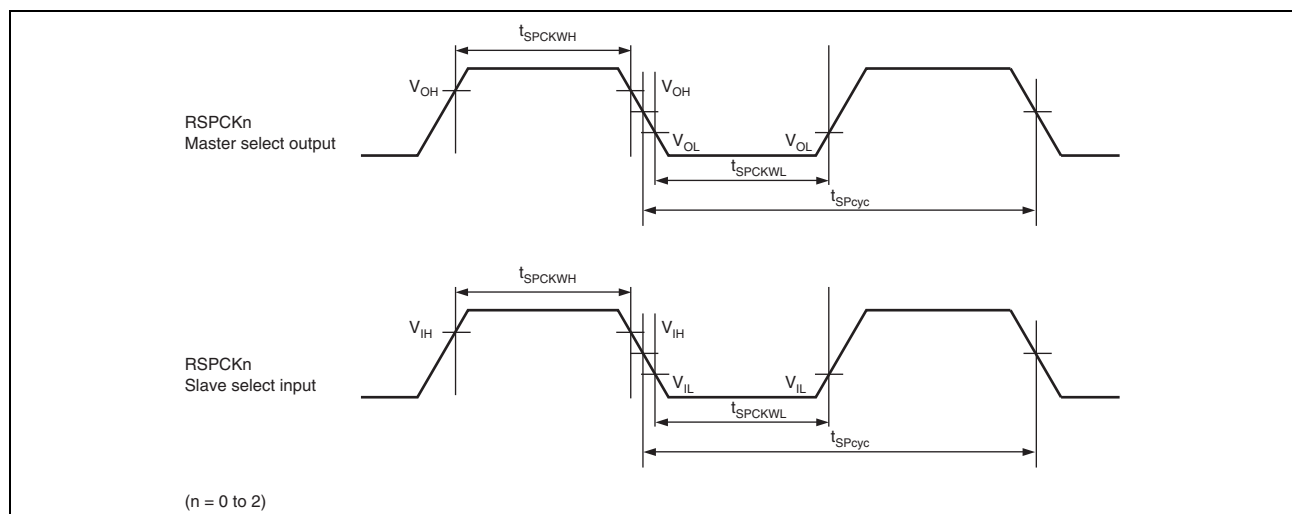 tSPCKWH
VOH VOH
RSPCKn
Master select output
VOL VOL
tSPCKWL
tSPcyc
tSPCKWH
VIH VIH
RSPCKn
Slave select input
VIL VIL
tSPCKWL
tSPcyc
(n = 0 to 2)